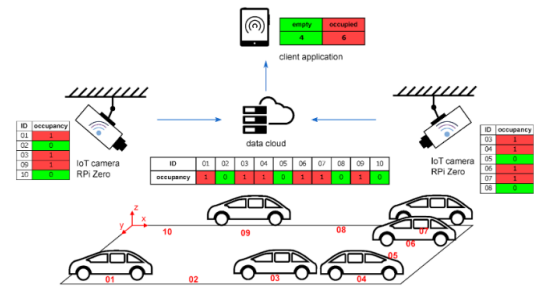 empty occupied
4 6
client application
ID occupancy
01 1
02 0
03 1
09 1
10 0
IoT camera
RPi Zero
data cloud
ID 01 02 03 04 05 06 07 08 09 10
occupancy 1 0 1 1 0 1 1 0 1 0
IoT camera
RPi Zero
ID occupancy
03 1
04 1
05 0
06 1
07 1
08 0
z
y x
10 09 08 07
06
05
01 02 03 04